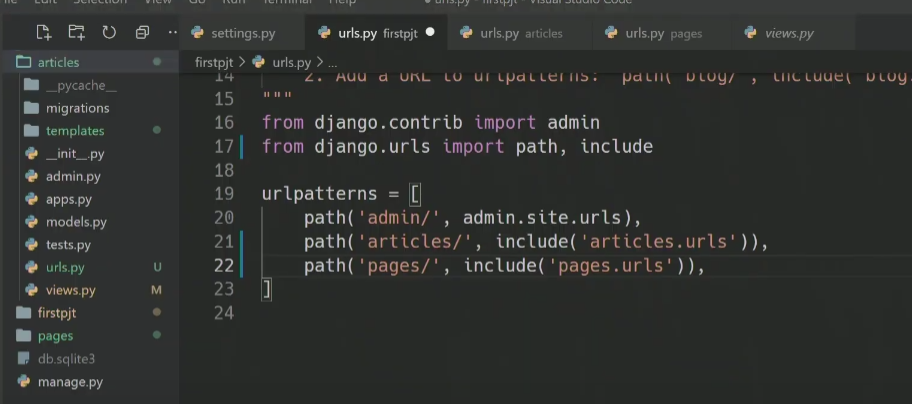 Edit Selection View Go Run Terminal Help urls.py - firstpjt - Visual Studio Code
settings.py urls.py firstpjt urls.py articles urls.py pages views.py
firstpjt > urls.py > ...
articles
__pycache__
migrations
templates
__init__.py
admin.py
apps.py
models.py
tests.py
urls.py U
views.py M
firstpjt
pages
db.sqlite3
manage.py
14 2. Add a URL to urlpatterns: path('blog/', include('blog.
15 """
16 from django.contrib import admin
17 from django.urls import path, include
18
19 urlpatterns = [
20 path('admin/', admin.site.urls),
21 path('articles/', include('articles.urls')),
22 path('pages/', include('pages.urls')),
23 ]
24